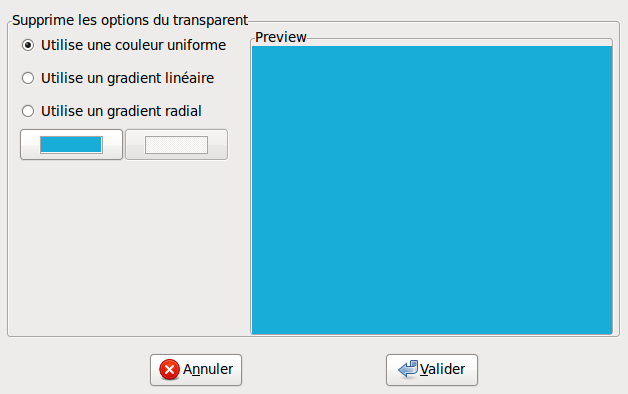 Supprime les options du transparent
Utilise une couleur uniforme
Preview
Utilise un gradient linéaire
Utilise un gradient radial
Annuler
Valider